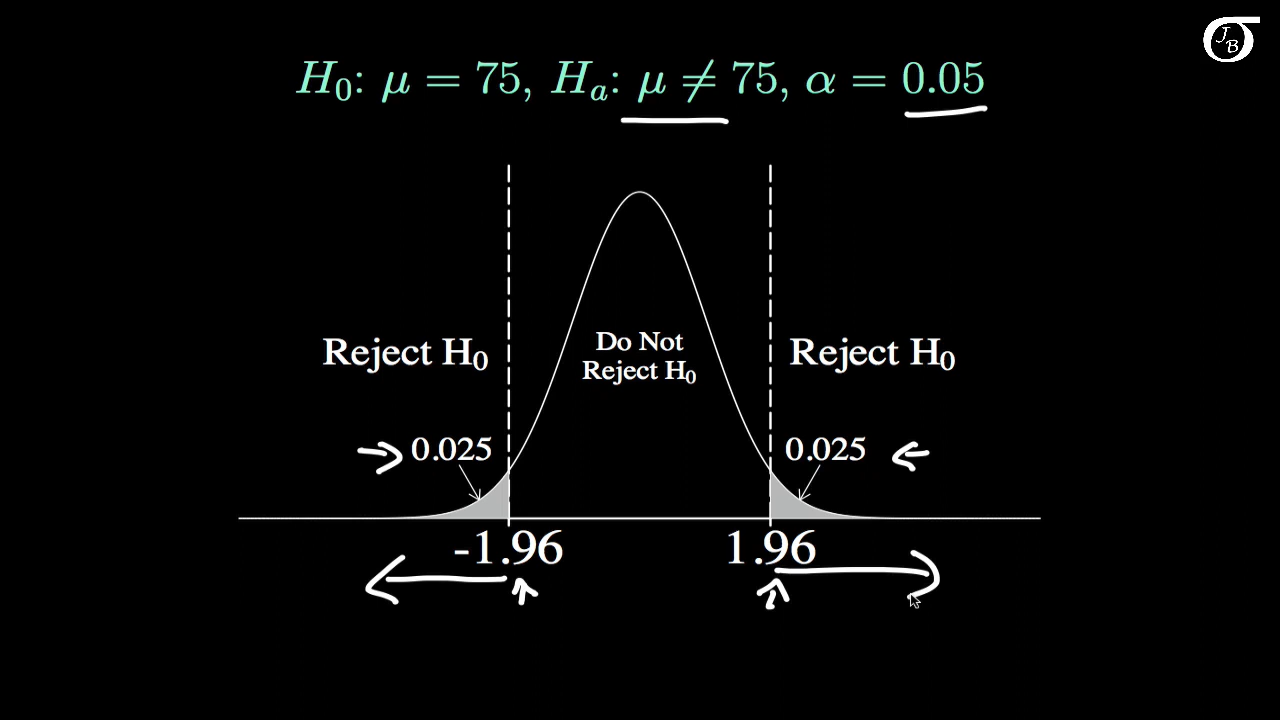 H₀: μ = 75, Hₐ: μ ≠ 75, α = 0.05
JB
Reject H₀
Do Not
Reject H₀
Reject H₀
0.025
0.025
-1.96
1.96